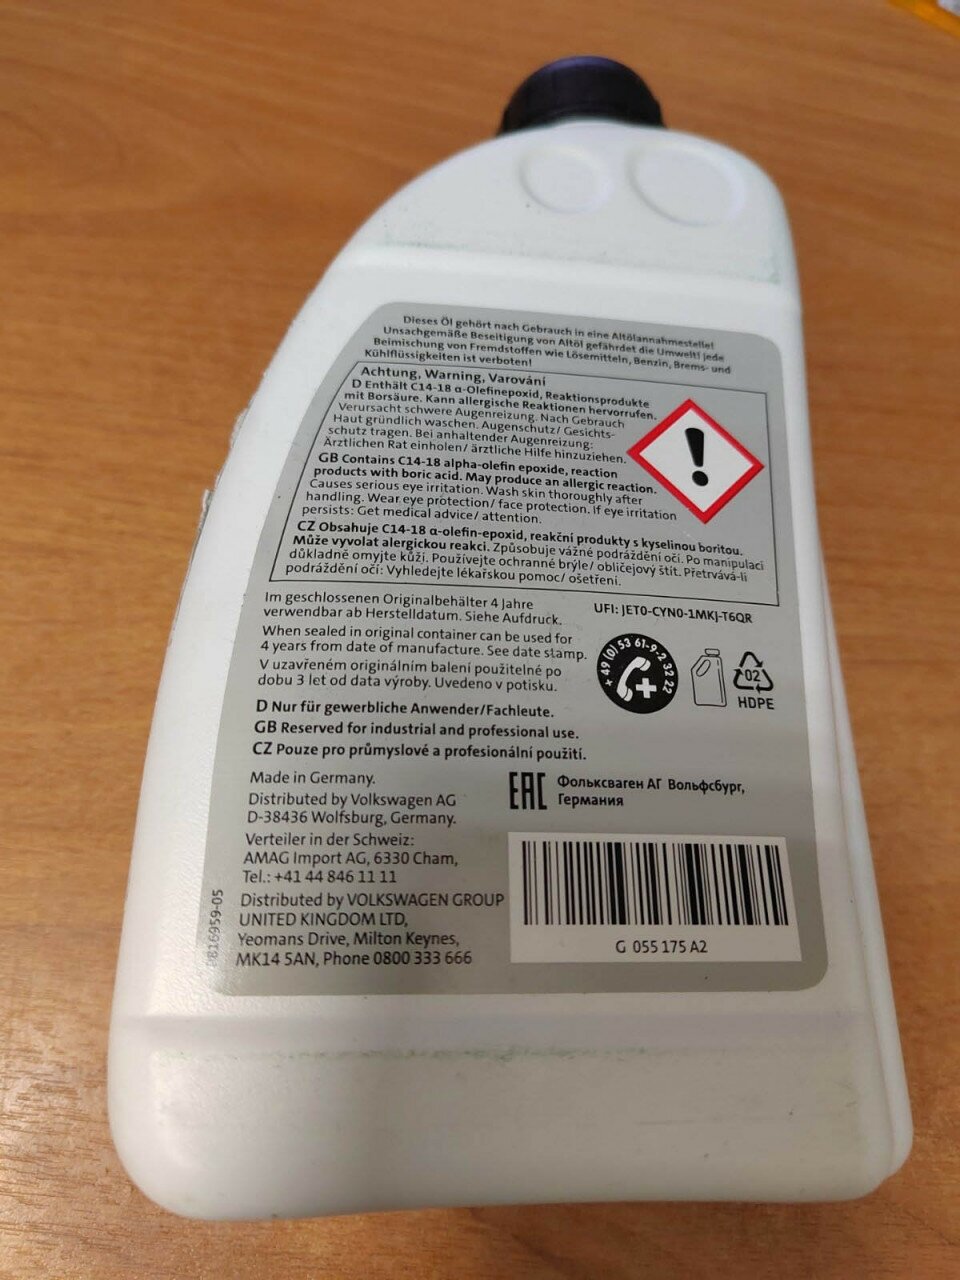 Dieses Öl gehört nach Gebrauch in eine Altölannahmestelle!
Unsachgemäße Beseitigung von Altöl gefährdet die Umwelt! Jede
Beimischung von Fremdstoffen wie Lösemitteln, Benzin, Brems- und
Kühlflüssigkeiten ist verboten!
Achtung, Warning, Varování
D Enthält C14-18 α-Olefinepoxid, Reaktionsprodukte
mit Borsäure. Kann allergische Reaktionen hervorrufen.
Verursacht schwere Augenreizung. Nach Gebrauch
Haut gründlich waschen. Augenschutz/ Gesichts-
schutz tragen. Bei anhaltender Augenreizung:
Ärztlichen Rat einholen/ ärztliche Hilfe hinzuziehen.
GB Contains C14-18 alpha-olefin epoxide, reaction
products with boric acid. May produce an allergic reaction.
Causes serious eye irritation. Wash skin thoroughly after
handling. Wear eye protection/ face protection. If eye irritation
persists: Get medical advice/ attention.
CZ Obsahuje C14-18 α-olefin-epoxid, reakční produkty s kyselinou boritou.
Může vyvolat alergickou reakci. Způsobuje vážné podráždění očí. Po manipulaci
důkladně omyjte kůži. Používejte ochranné brýle/ obličejový štít. Přetrvává-li
podráždění očí: Vyhledejte lékařskou pomoc/ ošetření.
Im geschlossenen Originalbehälter 4 Jahre
verwendbar ab Herstelldatum. Siehe Aufdruck.
When sealed in original container can be used for
4 years from date of manufacture. See date stamp.
V uzavřeném originálním balení použitelné po
dobu 3 let od data výroby. Uvedeno v potisku.
UFI: JET0-CYN0-1MKJ-T6QR
+ 49 (0) 53 61-9-2 32 22
02
HDPE
D Nur für gewerbliche Anwender/Fachleute.
GB Reserved for industrial and professional use.
CZ Pouze pro průmyslové a profesionální použití.
Made in Germany.
Distributed by Volkswagen AG
D-38436 Wolfsburg, Germany.
EAC Фольксваген АГ Вольфсбург,
Германия
Verteiler in der Schweiz:
AMAG Import AG, 6330 Cham,
Tel.: +41 44 846 11 11
Distributed by VOLKSWAGEN GROUP
UNITED KINGDOM LTD,
Yeomans Drive, Milton Keynes,
MK14 5AN, Phone 0800 333 666
G 055 175 A2
816959-05